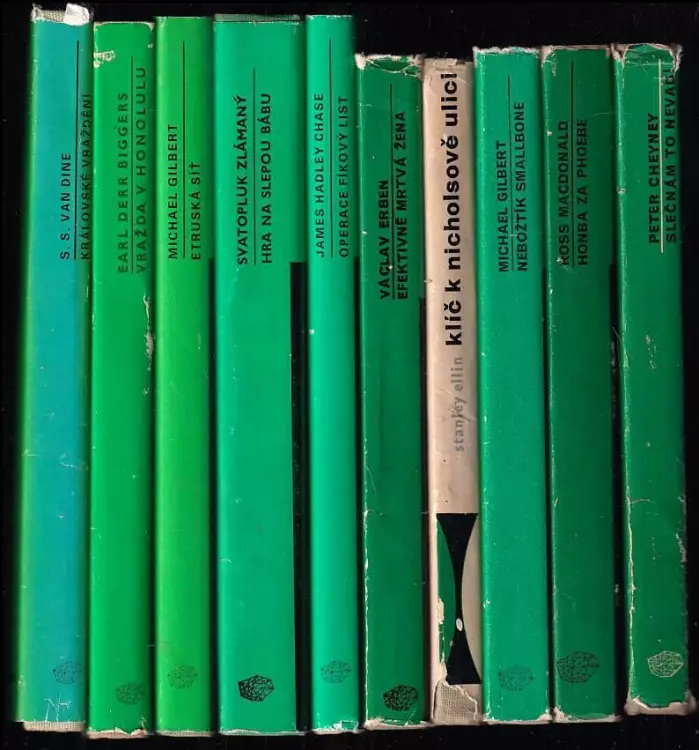 S. S. VAN DINE
KRÁLOVSKÉ VRAŽDĚNÍ
EARL DERR BIGGERS
VRAŽDA V HONOLULU
MICHAEL GILBERT
ETRUSKÁ SÍŤ
SVATOPLUK ZLÁMANÝ
HRA NA SLEPOU BÁBU
JAMES HADLEY CHASE
OPERACE FÍKOVÝ LIST
VÁCLAV ERBEN
EFEKTIVNĚ MRTVÁ ŽENA
stanley ellin klíč k nicholsově ulici
MICHAEL GILBERT
NEBOŽTÍK SMALLBONE
ROSS MACDONALD
HONBA ZA PHOEBE
PETER CHEYNEY
SLEČNÁM TO NEVADÍ